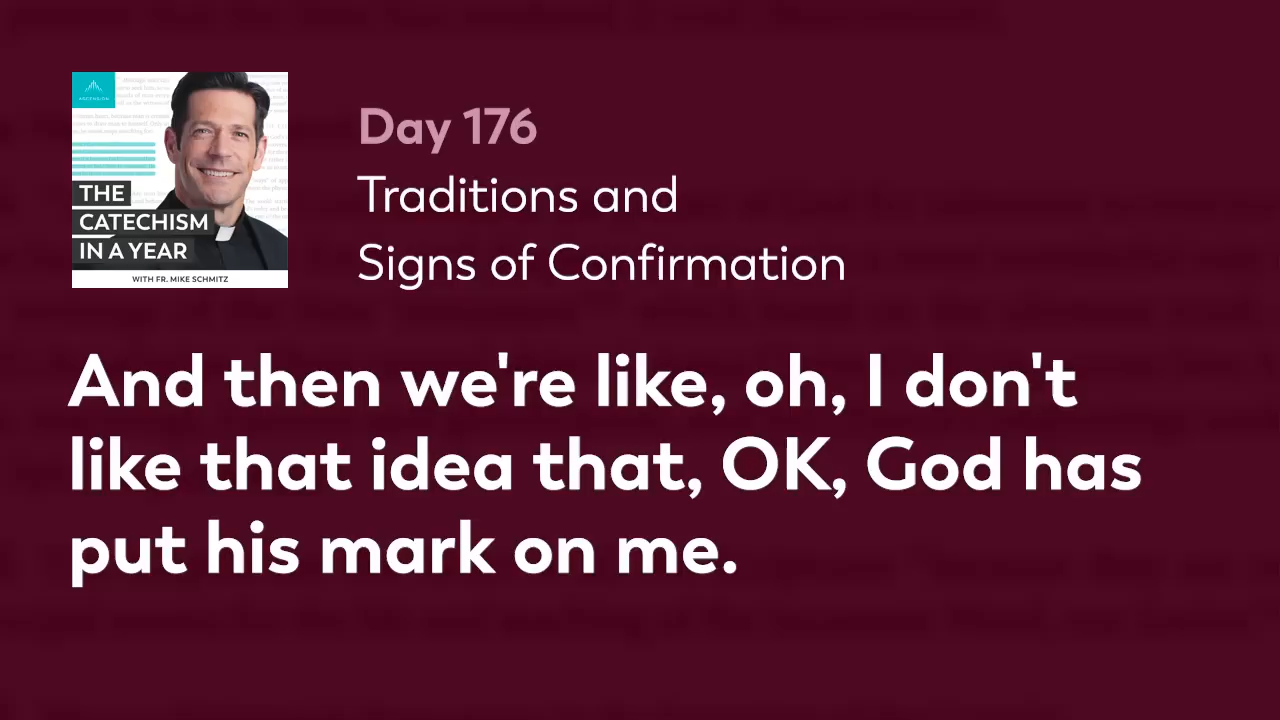 ASCENSION
THE
CATECHISM
IN A YEAR
WITH FR. MIKE SCHMITZ
Day 176
Traditions and
Signs of Confirmation
And then we're like, oh, I don't
like that idea that, OK, God has
put his mark on me.